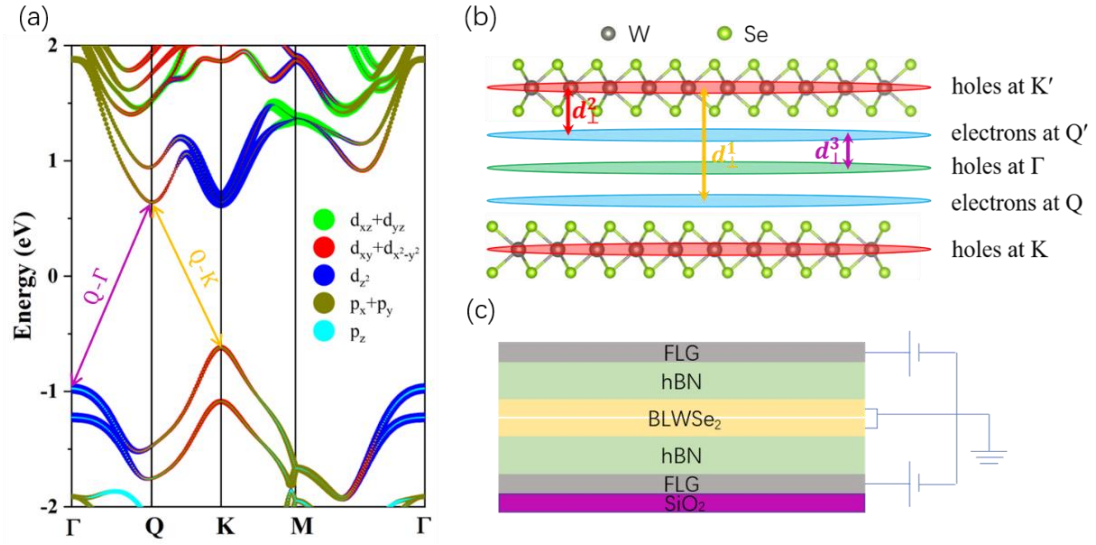 (a)
2
1
0
-1
-2
Energy (eV)
Q-Γ
Q-K
d_xz+d_yz
d_xy+d_x²-y²
d_z²
p_x+p_y
p_z
Γ
Q
K
M
Γ
(b)
W
Se
holes at K′
electrons at Q′
holes at Γ
electrons at Q
holes at K
d²⊥
d¹⊥
d³⊥
(c)
FLG
hBN
BLWSe₂
hBN
FLG
SiO₂